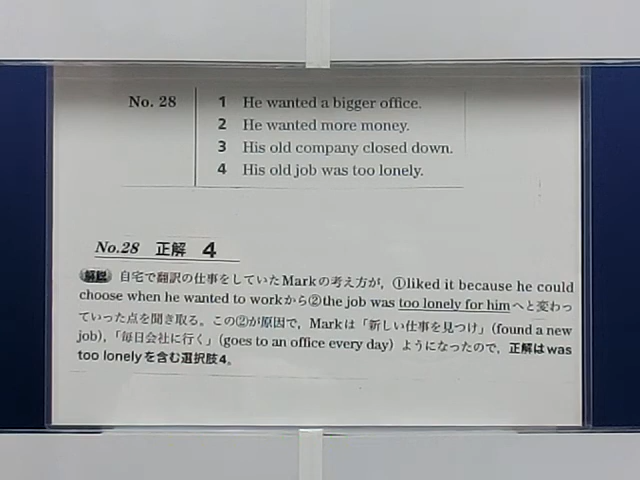 No. 28
1 He wanted a bigger office.
2 He wanted more money.
3 His old company closed down.
4 His old job was too lonely.
No.28 正解 4
解説 自宅で翻訳の仕事をしていたMarkの考え方が，①liked it because he could
choose when he wanted to workから②the job was too lonely for himへと変わっ
ていった点を聞き取る。この②が原因で，Markは「新しい仕事を見つけ」(found a new
job)，「毎日会社に行く」(goes to an office every day) ようになったので，正解はwas
too lonelyを含む選択肢4。